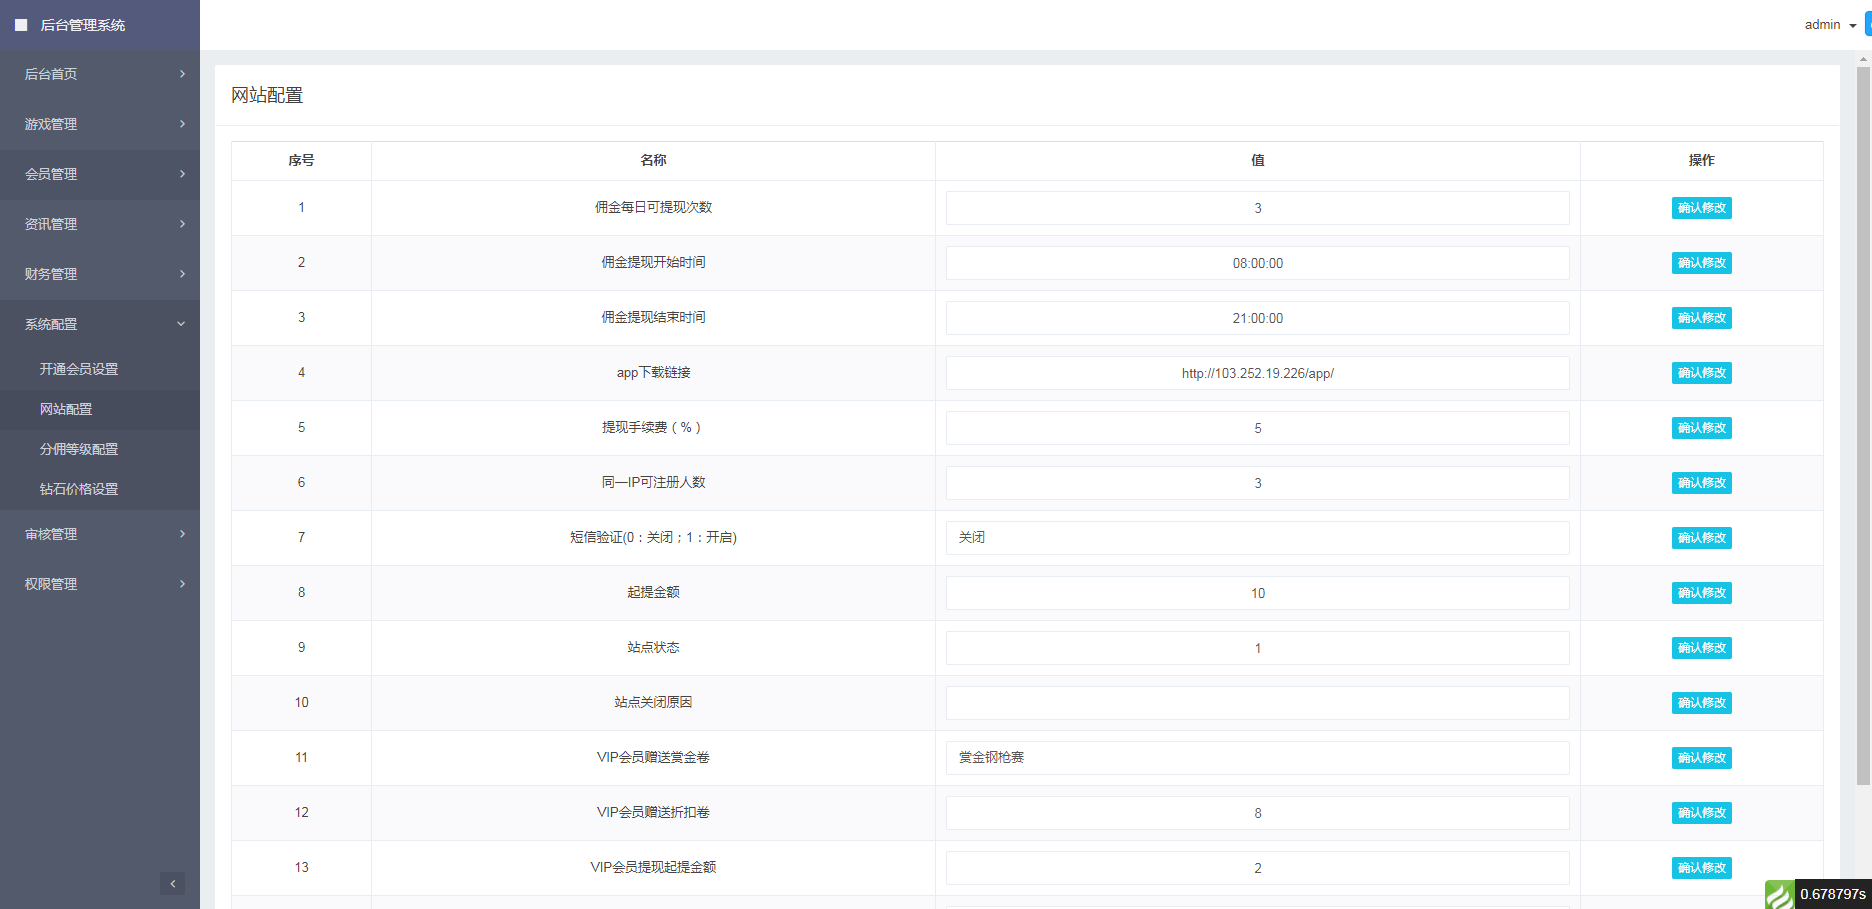 后台管理系统
admin
后台首页
游戏管理
会员管理
资讯管理
财务管理
系统配置
开通会员设置
网站配置
分佣等级配置
钻石价格设置
审核管理
权限管理
网站配置
序号 名称 值 操作
1 佣金每日可提现次数 3 确认修改
2 佣金提现开始时间 08:00:00 确认修改
3 佣金提现结束时间 21:00:00 确认修改
4 app下载链接 http://103.252.19.226/app/ 确认修改
5 提现手续费（%） 5 确认修改
6 同一IP可注册人数 3 确认修改
7 短信验证(0：关闭；1：开启) 关闭 确认修改
8 起提金额 10 确认修改
9 站点状态 1 确认修改
10 站点关闭原因 确认修改
11 VIP会员赠送赏金卷 赏金钢枪赛 确认修改
12 VIP会员赠送折扣卷 8 确认修改
13 VIP会员提现起提金额 2 确认修改
0.678797s